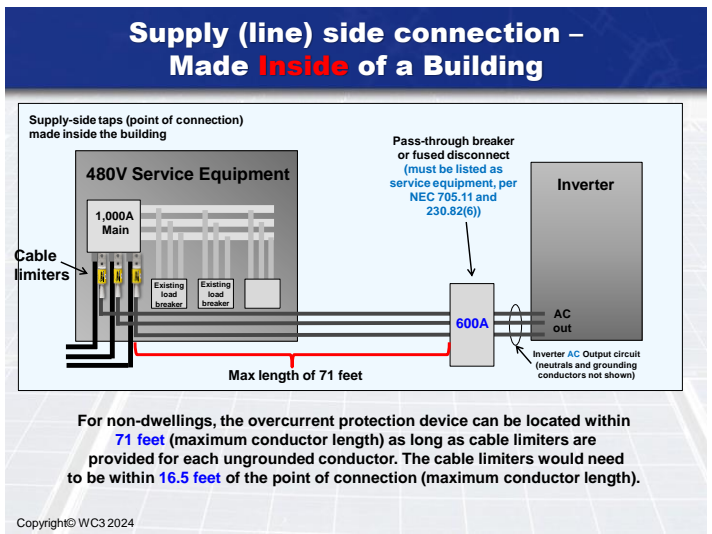 Supply (line) side connection –
Made Inside of a Building
Supply-side taps (point of connection)
made inside the building
480V Service Equipment
1,000A
Main
Cable
limiters
Existing
load
breaker
Existing
load
breaker
Pass-through breaker
or fused disconnect
(must be listed as
service equipment, per
NEC 705.11 and
230.82(6))
Inverter
600A
AC
out
Inverter AC Output circuit
(neutrals and grounding
conductors not shown)
Max length of 71 feet
For non-dwellings, the overcurrent protection device can be located within
71 feet (maximum conductor length) as long as cable limiters are
provided for each ungrounded conductor. The cable limiters would need
to be within 16.5 feet of the point of connection (maximum conductor length).
Copyright© WC3 2024